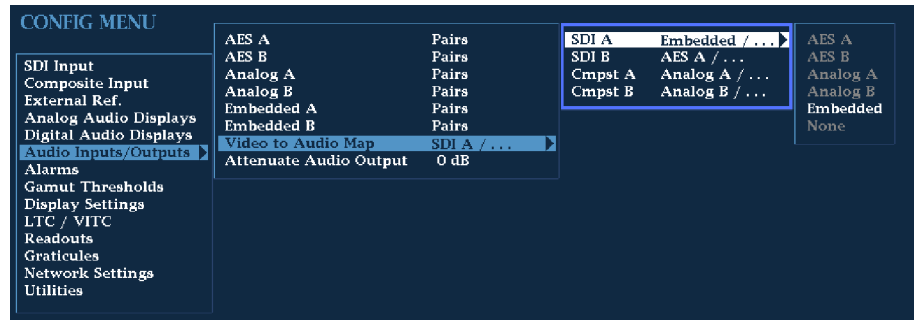 CONFIG MENU
SDI Input
Composite Input
External Ref.
Analog Audio Displays
Digital Audio Displays
Audio Inputs/Outputs
Alarms
Gamut Thresholds
Display Settings
LTC / VITC
Readouts
Graticules
Network Settings
Utilities
AES A Pairs
AES B Pairs
Analog A Pairs
Analog B Pairs
Embedded A Pairs
Embedded B Pairs
Video to Audio Map SDI A / . . .
Attenuate Audio Output 0 dB
SDI A Embedded / . . .
SDI B AES A / . . .
Cmpst A Analog A / . . .
Cmpst B Analog B / . . .
AES A
AES B
Analog A
Analog B
Embedded
None